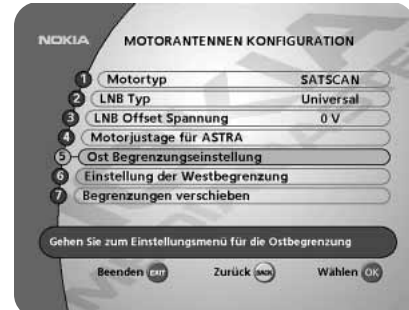 NOKIA MOTORANTENNEN KONFIGURATION
1 Motortyp SATSCAN
2 LNB Typ Universal
3 LNB Offset Spannung 0 V
4 Motorjustage für ASTRA
5 Ost Begrenzungseinstellung
6 Einstellung der Westbegrenzung
7 Begrenzungen verschieben
Gehen Sie zum Einstellungsmenü für die Ostbegrenzung
Beenden EXIT Zurück BACK Wählen OK